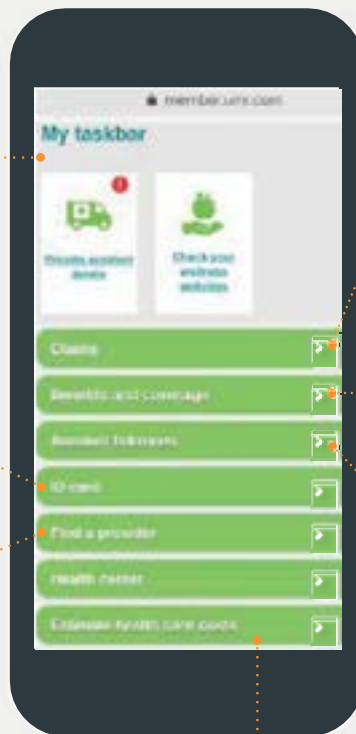 member.umr.com
My taskbar
Provide accident
details
Check your
wellness
activities
Claims
Benefits and coverage
Account balances
ID card
Find a provider
Health center
Estimate health care costs